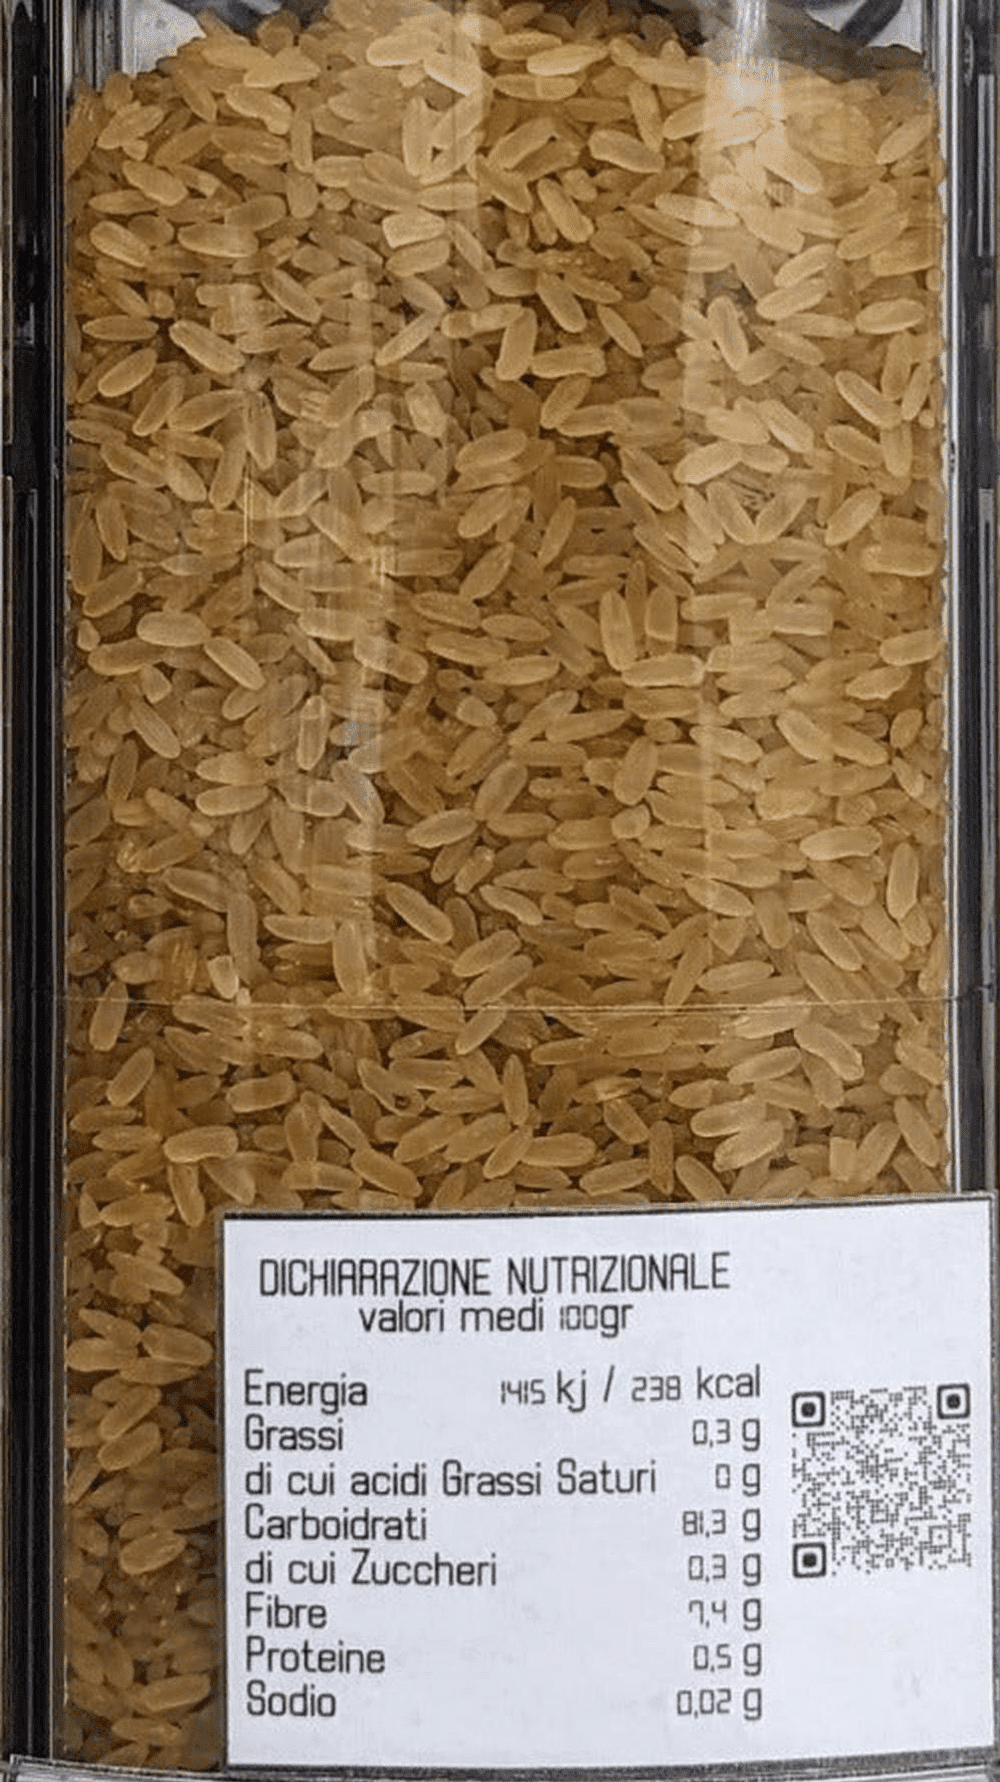 DICHIARAZIONE NUTRIZIONALE
valori medi 100gr
Energia 1415 kj / 238 kcal
Grassi 0,3 g
di cui acidi Grassi Saturi 0 g
Carboidrati 81,3 g
di cui Zuccheri 0,3 g
Fibre 7,4 g
Proteine 0,5 g
Sodio 0,02 g